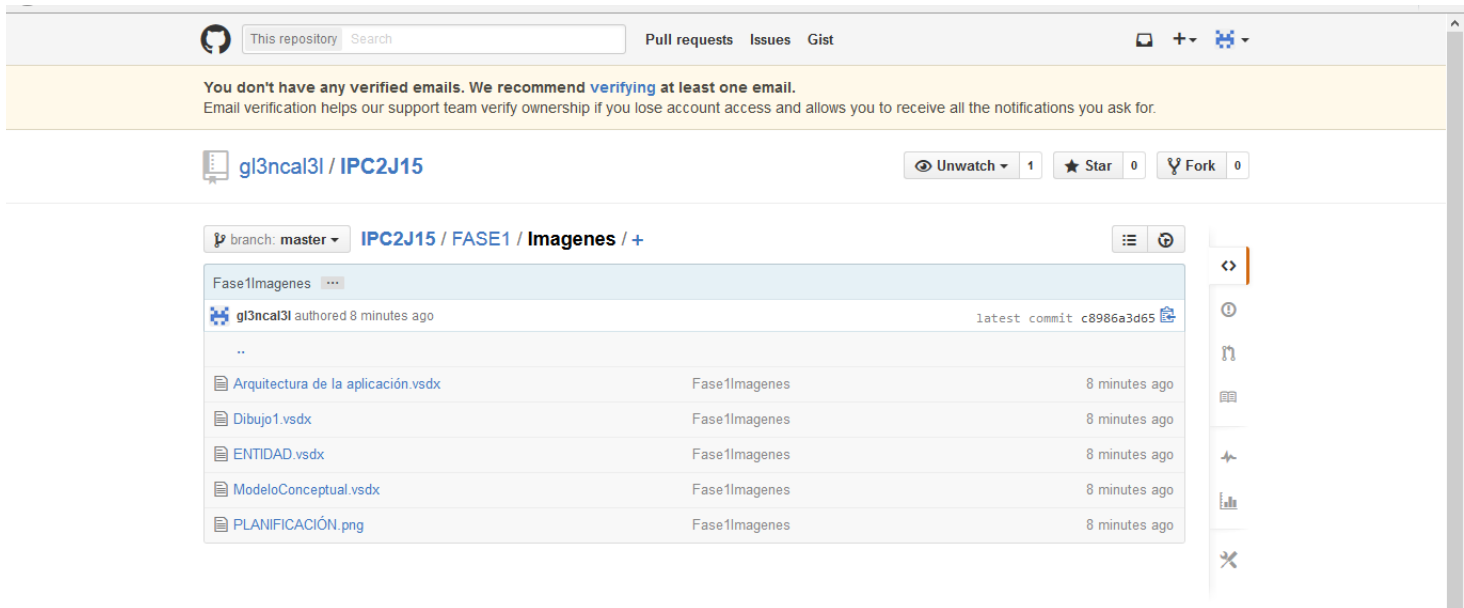 This repository Search Pull requests Issues Gist
You don't have any verified emails. We recommend verifying at least one email.
Email verification helps our support team verify ownership if you lose account access and allows you to receive all the notifications you ask for.
gl3ncal3l / IPC2J15 Unwatch 1 Star 0 Fork 0
branch: master IPC2J15 / FASE1 / Imagenes / +
Fase1Imagenes ...
gl3ncal3l authored 8 minutes ago latest commit c8986a3d65
..
Arquitectura de la aplicación.vsdx Fase1Imagenes 8 minutes ago
Dibujo1.vsdx Fase1Imagenes 8 minutes ago
ENTIDAD.vsdx Fase1Imagenes 8 minutes ago
ModeloConceptual.vsdx Fase1Imagenes 8 minutes ago
PLANIFICACIÓN.png Fase1Imagenes 8 minutes ago